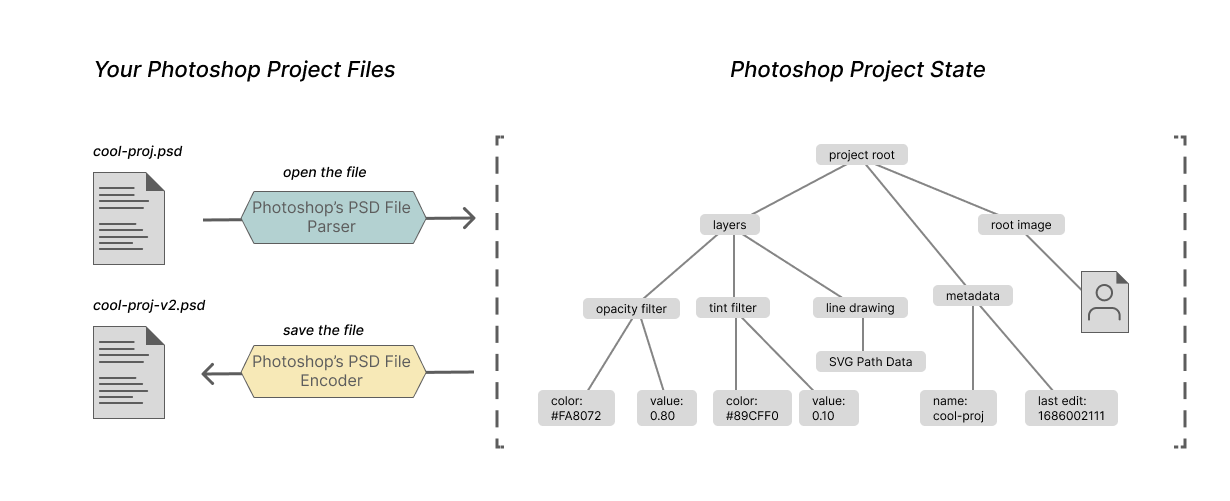 Your Photoshop Project Files
Photoshop Project State
cool-proj.psd
open the file
Photoshop's PSD File
Parser
cool-proj-v2.psd
save the file
Photoshop's PSD File
Encoder
project root
layers
root image
opacity filter
tint filter
line drawing
metadata
SVG Path Data
color:
#FA8072
value:
0.80
color:
#89CFF0
value:
0.10
name:
cool-proj
last edit:
1686002111